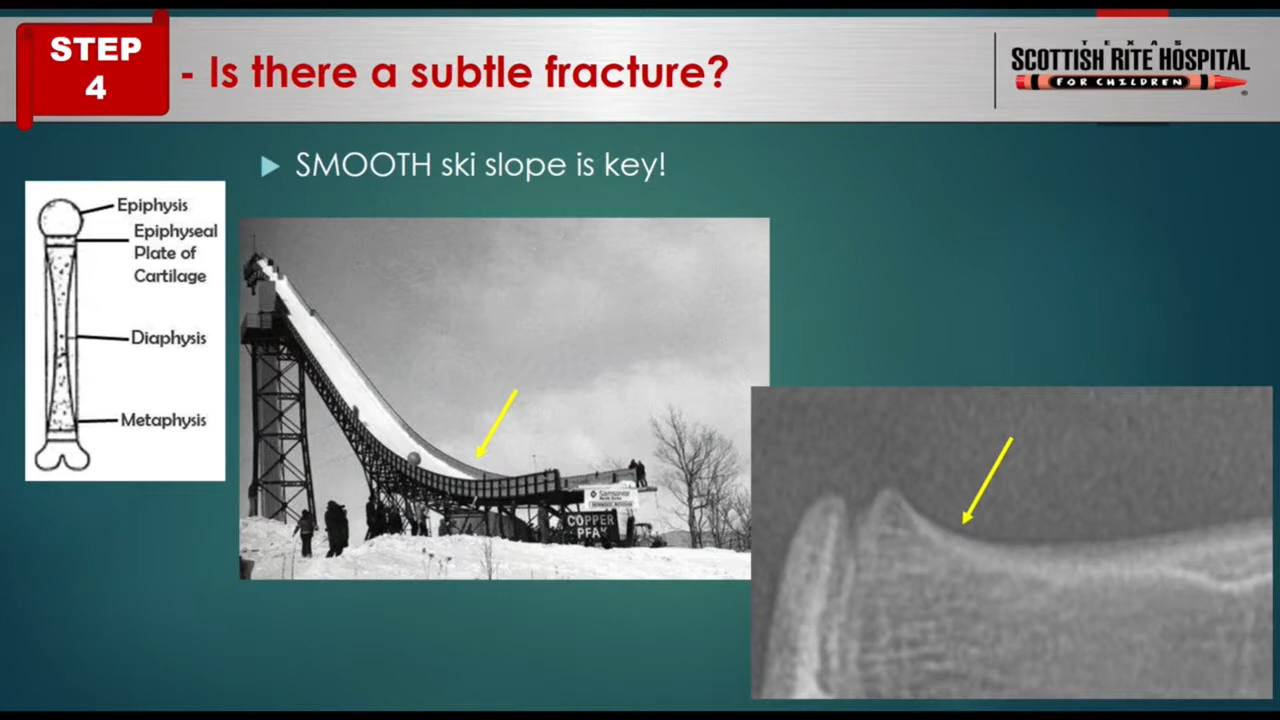 STEP
4
- Is there a subtle fracture?
TEXAS
SCOTTISH RITE HOSPITAL
FOR CHILDREN
SMOOTH ski slope is key!
Epiphysis
Epiphyseal
Plate of
Cartilage
Diaphysis
Metaphysis
Samsonite
COPPER
PEAK